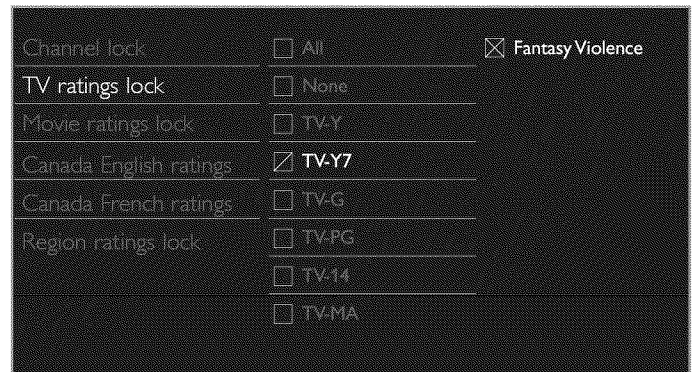 Channel lock
TV ratings lock
Movie ratings lock
Canada English ratings
Canada French ratings
Region ratings lock
All
None
TV-Y
TV-Y7
TV-G
TV-PG
TV-14
TV-MA
Fantasy Violence